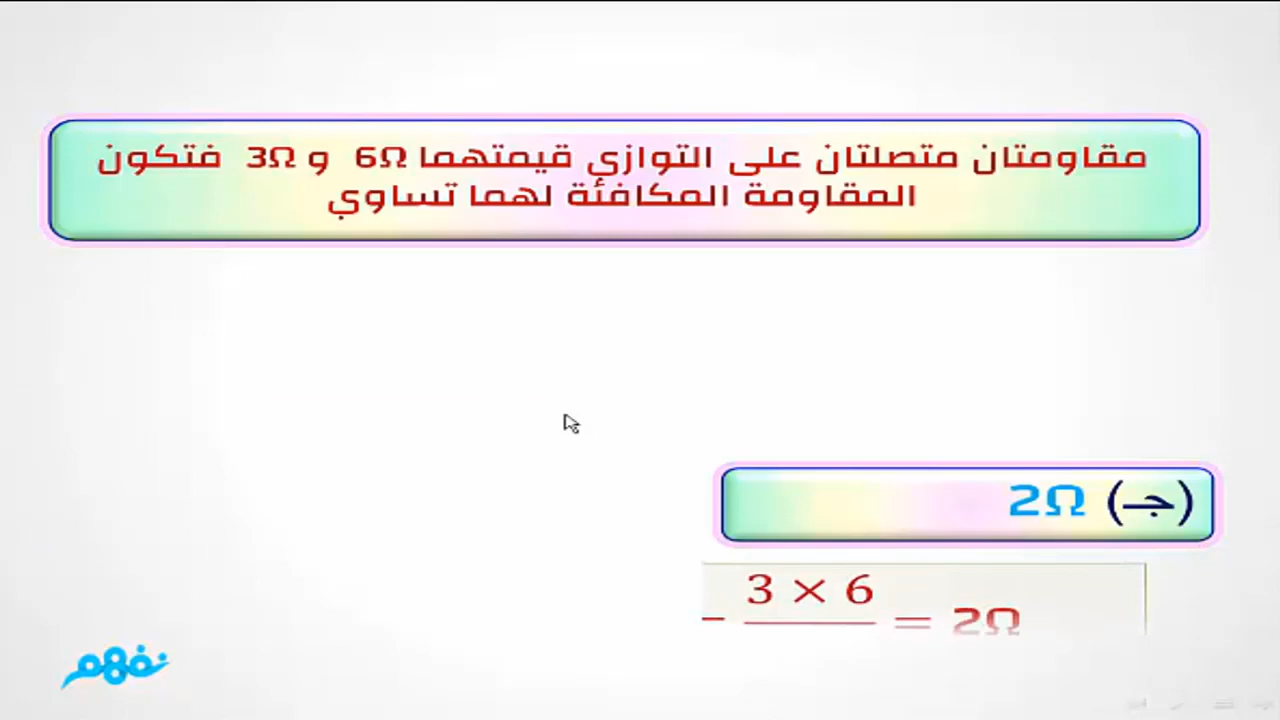 مقاومتان متصلتان على التوازي قيمتهما 6Ω و 3Ω فتكون
المقاومة المكافئة لهما تساوي
(جـ) 2Ω
3 × 6
= 2Ω
نفهم